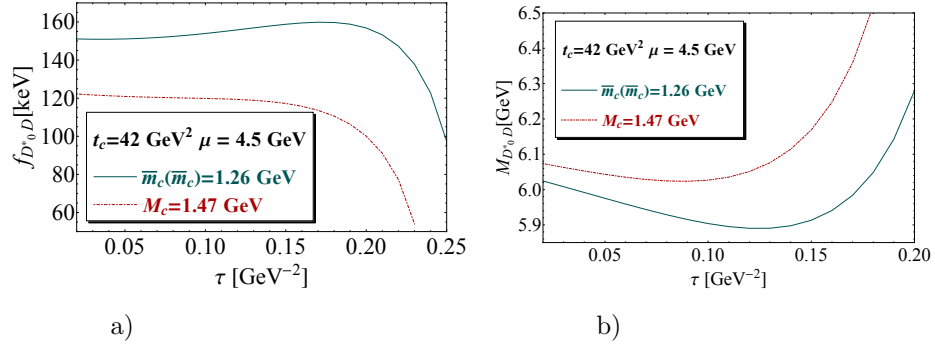 160
140
120
100
80
60
f_{D*_0 D} [keV]
t_c=42 GeV² μ = 4.5 GeV
m̅_c(m̅_c)=1.26 GeV
M_c=1.47 GeV
0.05 0.10 0.15 0.20 0.25
τ [GeV⁻²]
a)
6.5
6.4
6.3
6.2
6.1
6.0
5.9
M_{D*_0 D}[GeV]
t_c=42 GeV² μ = 4.5 GeV
m̅_c(m̅_c)=1.26 GeV
M_c=1.47 GeV
0.05 0.10 0.15 0.20
τ [GeV⁻²]
b)